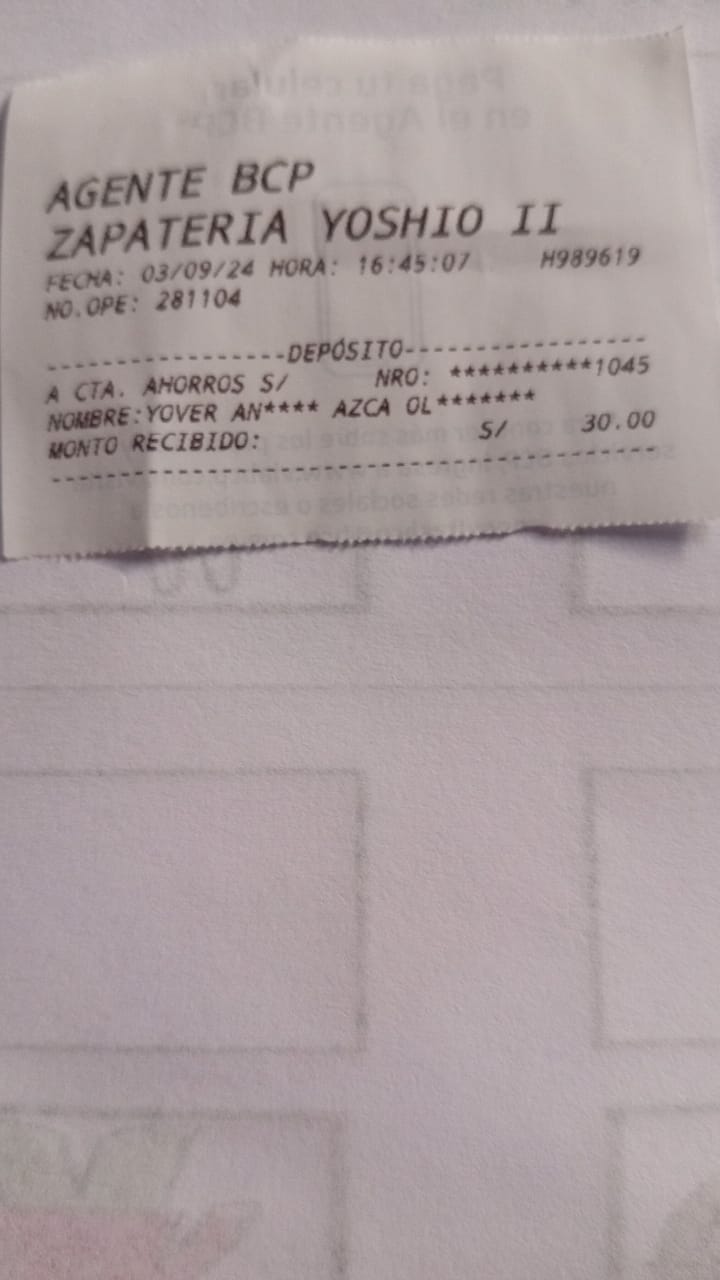 AGENTE BCP
ZAPATERIA YOSHIO II
FECHA: 03/09/24 HORA: 16:45:07 H989619
NO.OPE: 281104
-----------------DEPÓSITO-----------------
A CTA. AHORROS S/ NRO: **********1045
NOMBRE:YOVER AN**** AZCA OL*******
MONTO RECIBIDO: S/ 30.00
------------------------------------------